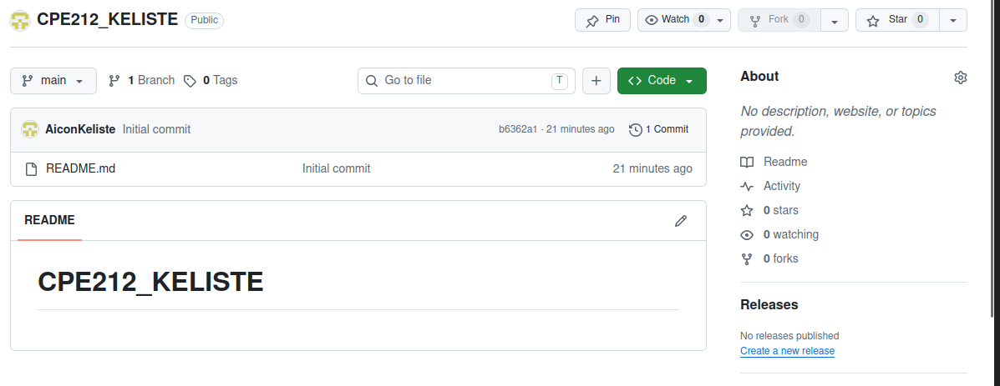 CPE212_KELISTE Public Pin Watch 0 Fork 0 Star 0
main 1 Branch 0 Tags Go to file T Code
AiconKeliste Initial commit b6362a1 · 21 minutes ago 1 Commit
README.md Initial commit 21 minutes ago
README
CPE212_KELISTE
About
No description, website, or topics
provided.
Readme
Activity
0 stars
0 watching
0 forks
Releases
No releases published
Create a new release